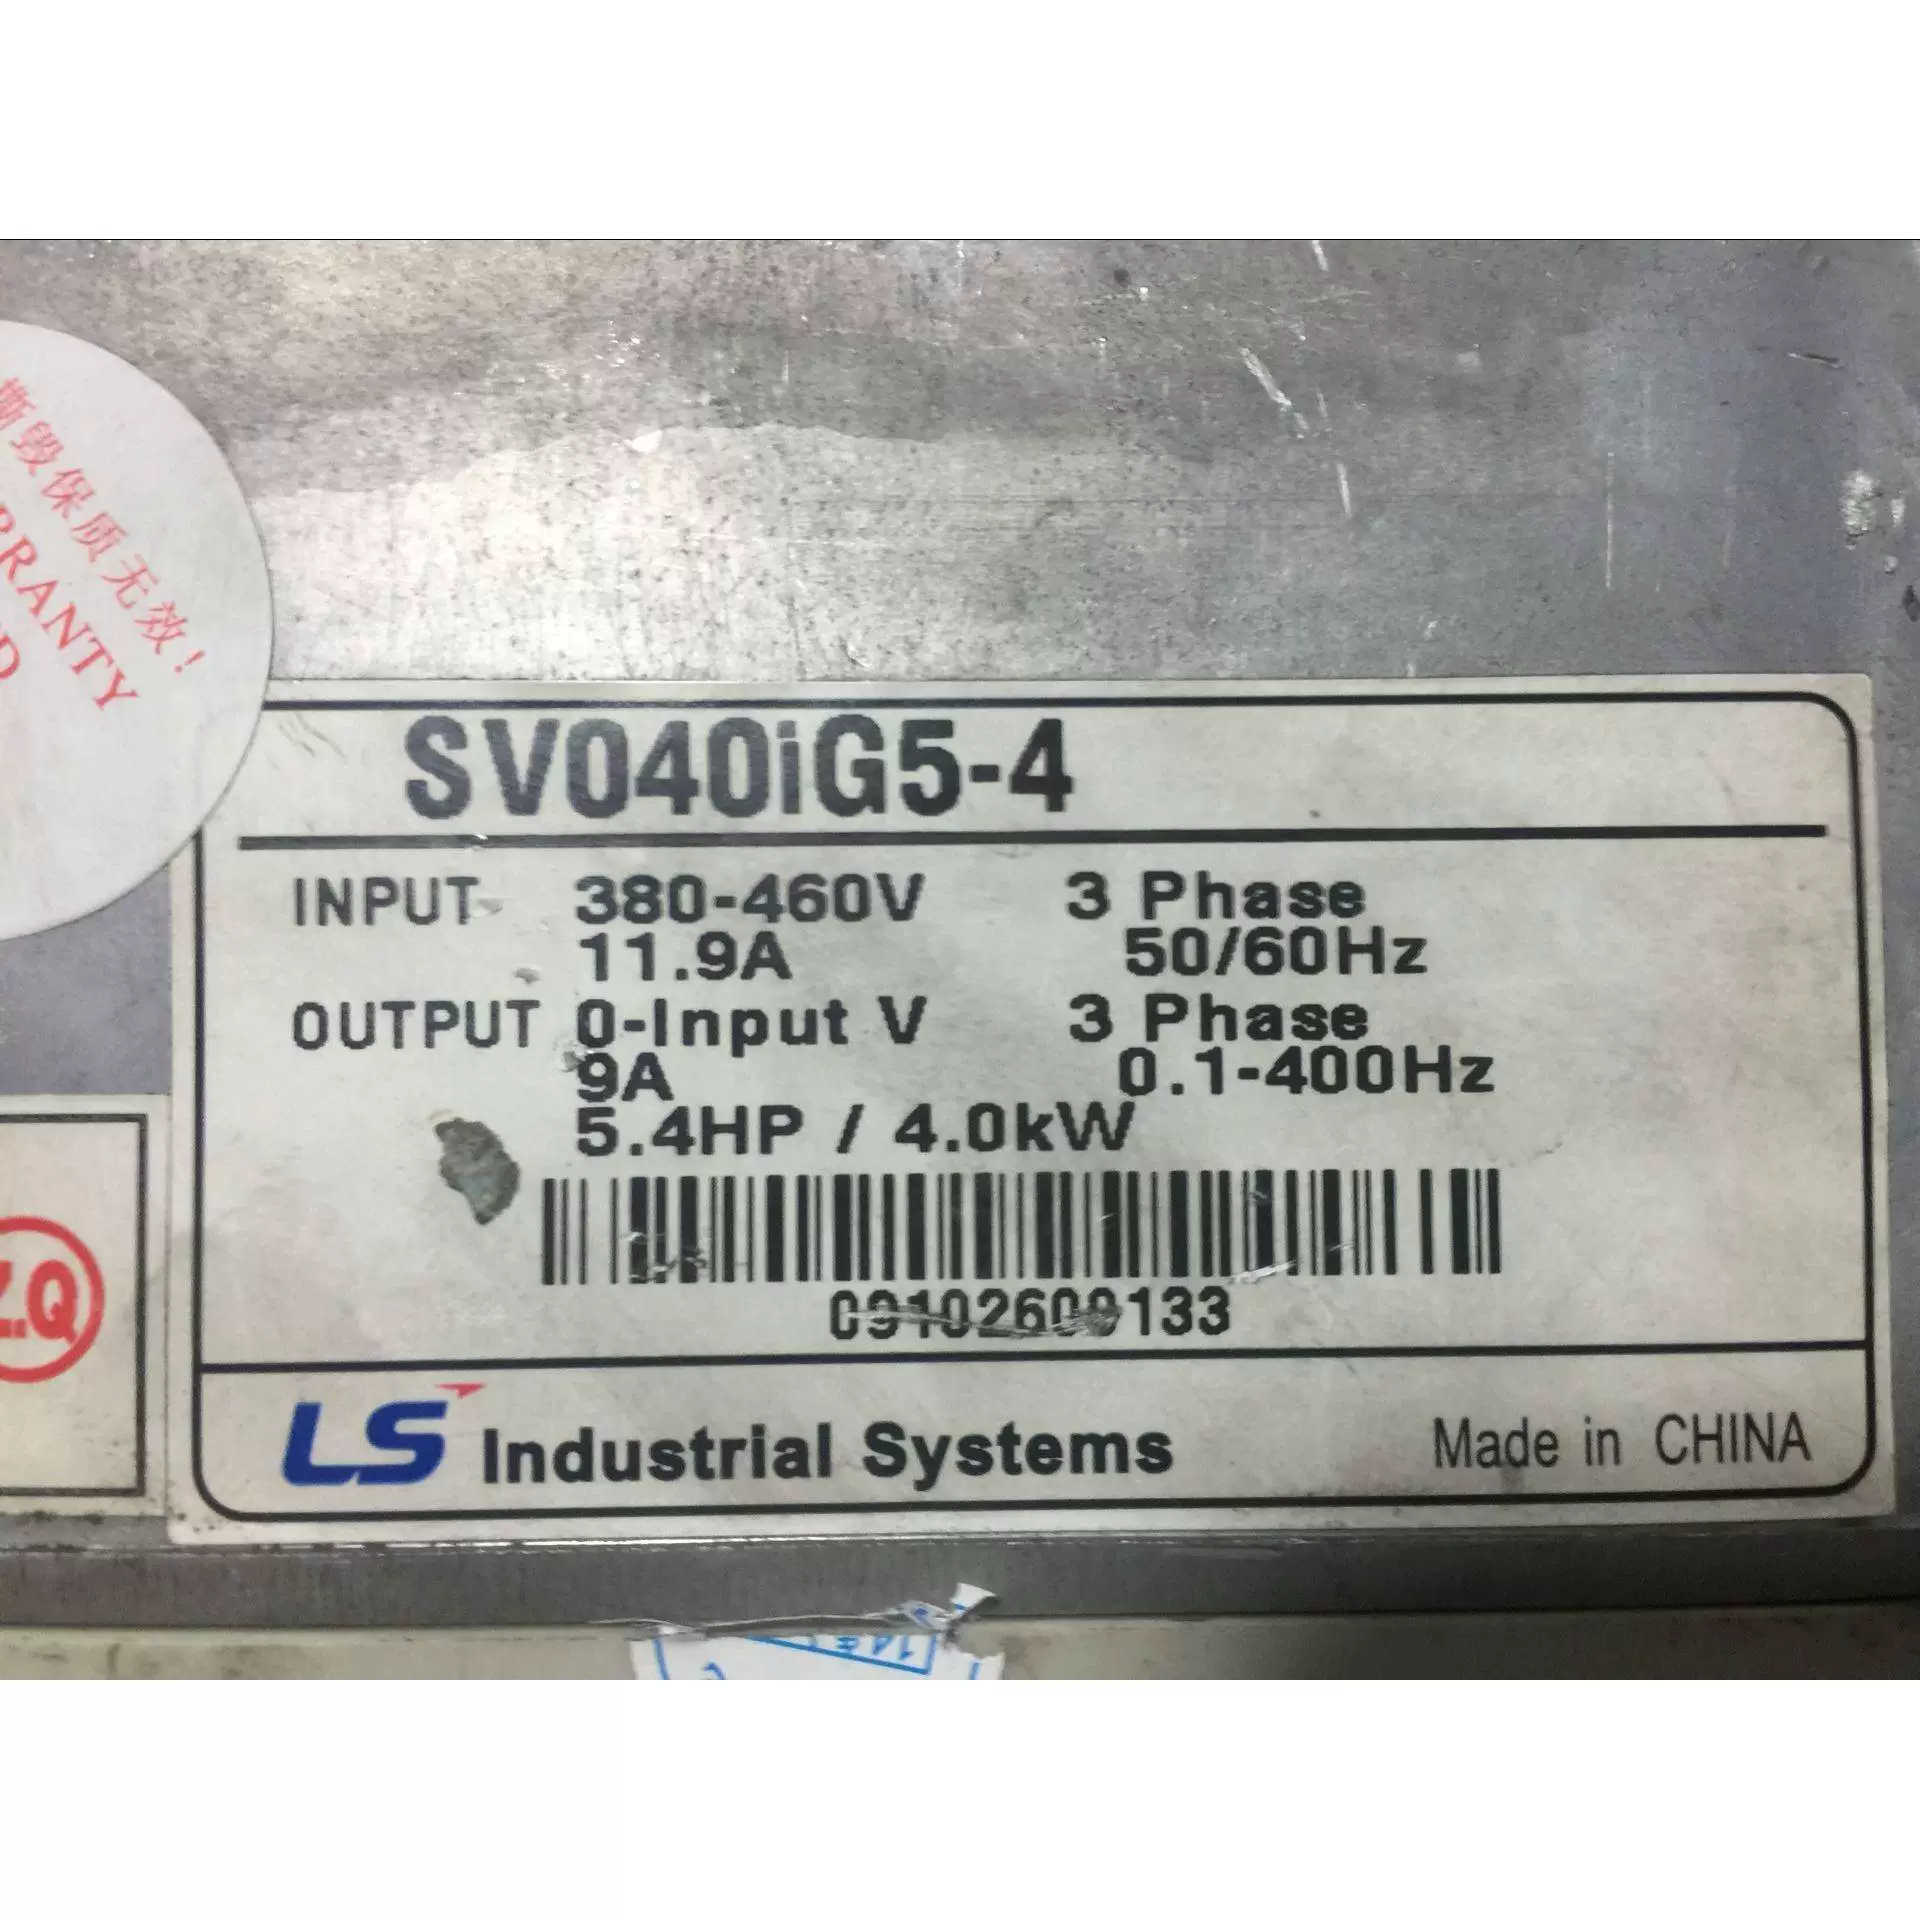 撕毁保质无效!
SV040iG5-4
INPUT 380-460V 3 Phase
11.9A 50/60Hz
OUTPUT 0-Input V 3 Phase
9A 0.1-400Hz
5.4HP / 4.0kW
09102600133
LS Industrial Systems Made in CHINA